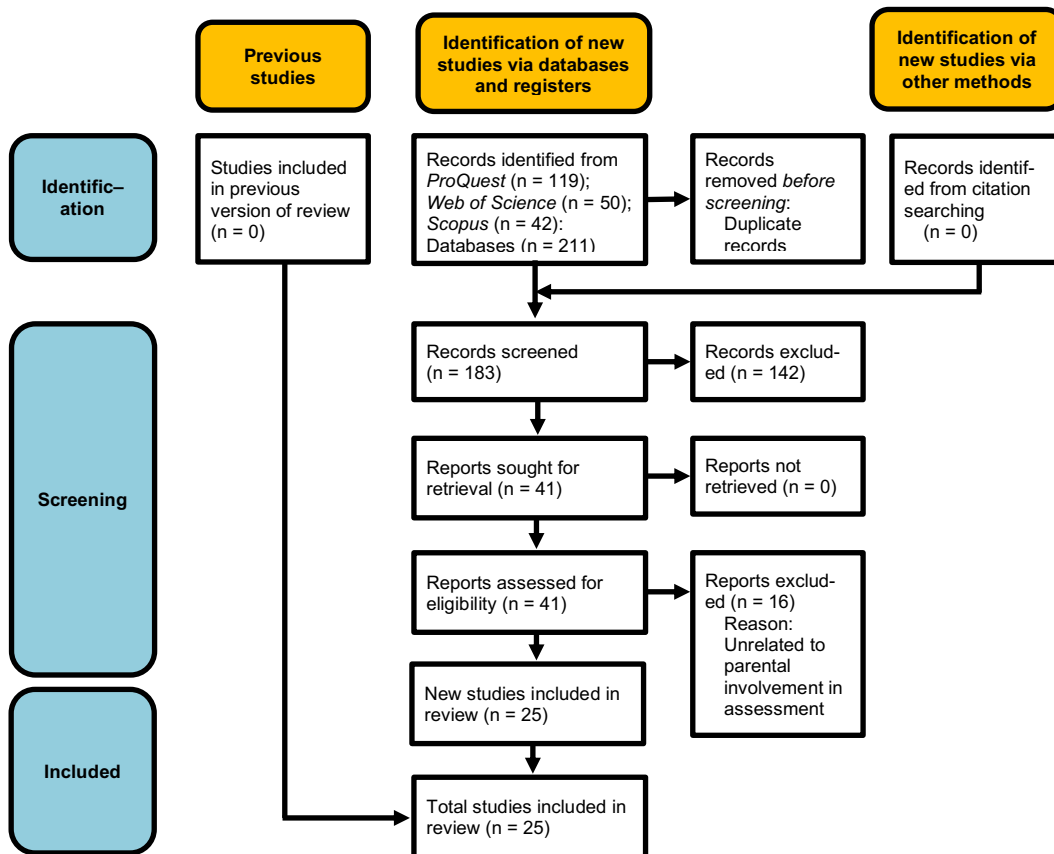 Previous
studies
Identification of new
studies via databases
and registers
Identification of
new studies via
other methods
Identific–
ation
Studies included
in previous
version of review
(n = 0)
Records identified from
ProQuest (n = 119);
Web of Science (n = 50);
Scopus (n = 42):
Databases (n = 211)
Records
removed before
screening:
Duplicate
records
Records identif-
ed from citation
searching
(n = 0)
Screening
Records screened
(n = 183)
Records exclud-
ed (n = 142)
Reports sought for
retrieval (n = 41)
Reports not
retrieved (n = 0)
Reports assessed for
eligibility (n = 41)
Reports exclud-
ed (n = 16)
Reason:
Unrelated to
parental
involvement in
assessment
New studies included in
review (n = 25)
Included
Total studies included in
review (n = 25)